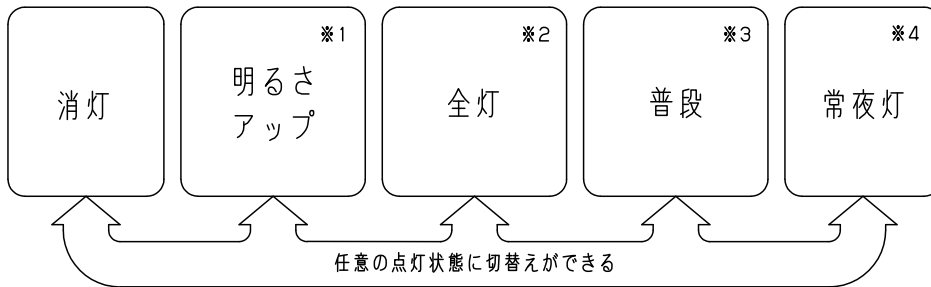 消灯
※1
明るさ
アップ
※2
全灯
※3
普段
※4
常夜灯
任意の点灯状態に切替えができる